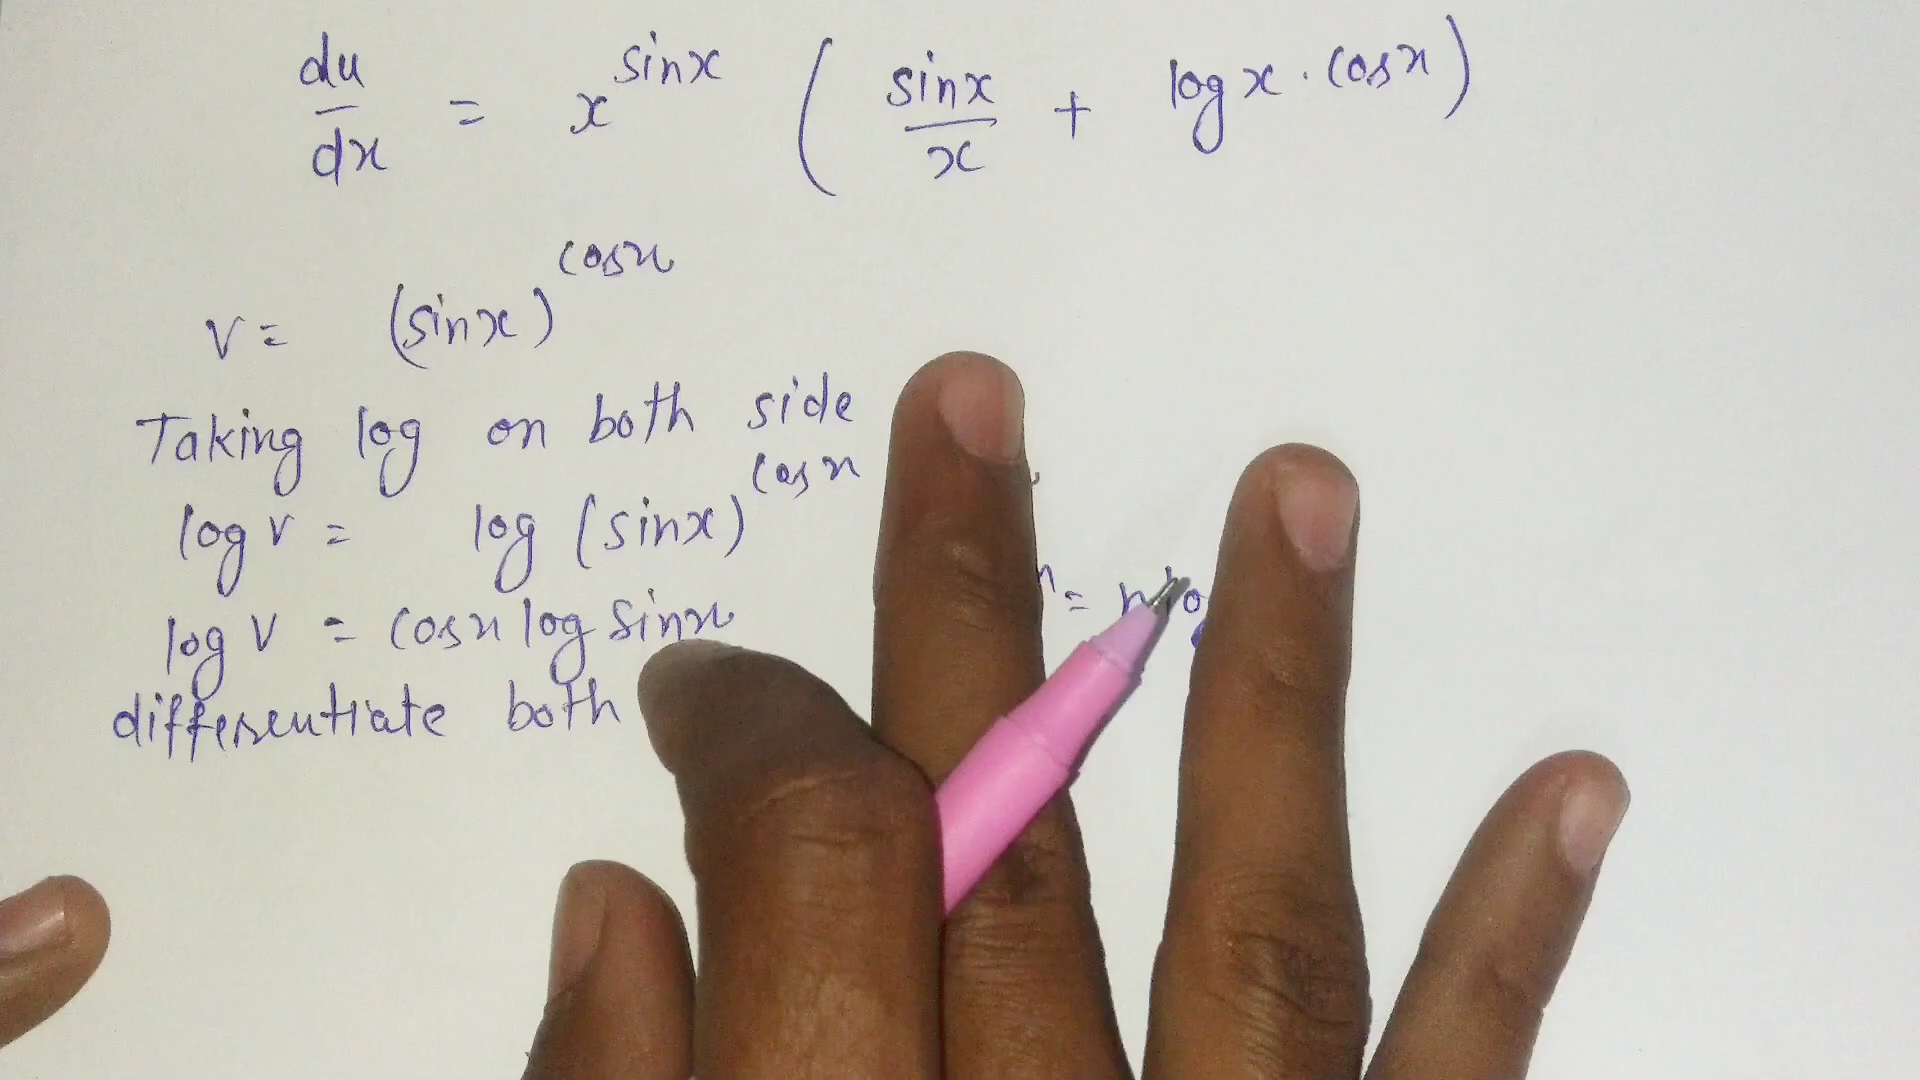 du/dx = x^sinx ( sinx/x + log x . cosx )
v = (sinx)^cosx
Taking log on both side
log v = log (sinx)^cosx
log v = cosx log sinx
differentiate both